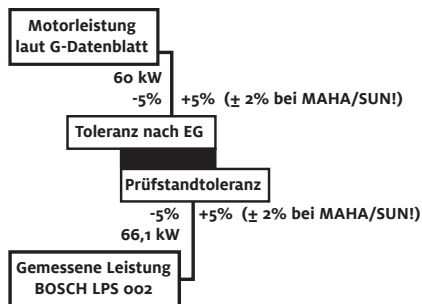 Motorleistung
laut G-Datenblatt
60 kW
-5% +5% (± 2% bei MAHA/SUN!)
Toleranz nach EG
Prüfstandtoleranz
-5% +5% (± 2% bei MAHA/SUN!)
66,1 kW
Gemessene Leistung
BOSCH LPS 002